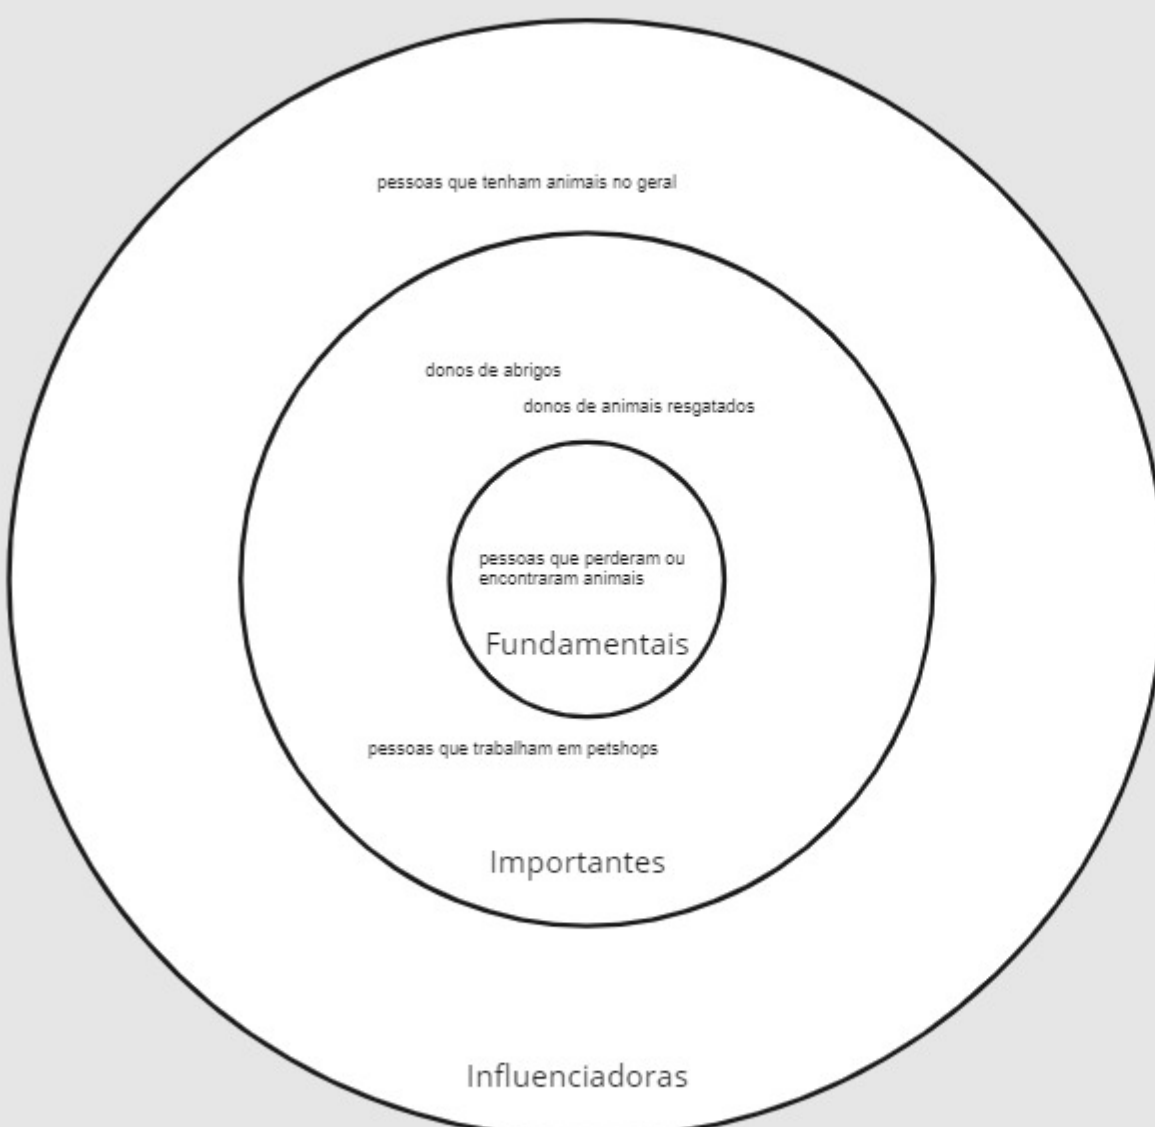 pessoas que tenham animais no geral
donos de abrigos
donos de animais resgatados
pessoas que perderam ou
encontraram animais
Fundamentais
pessoas que trabalham em petshops
Importantes
Influenciadoras